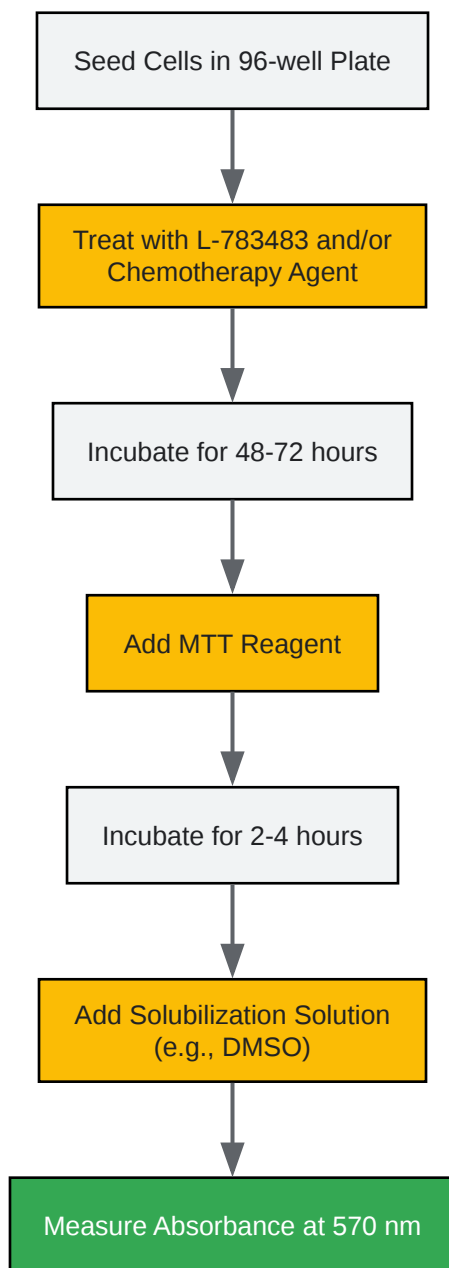 Seed Cells in 96-well Plate
Treat with L-783483 and/or
Chemotherapy Agent
Incubate for 48-72 hours
Add MTT Reagent
Incubate for 2-4 hours
Add Solubilization Solution
(e.g., DMSO)
Measure Absorbance at 570 nm